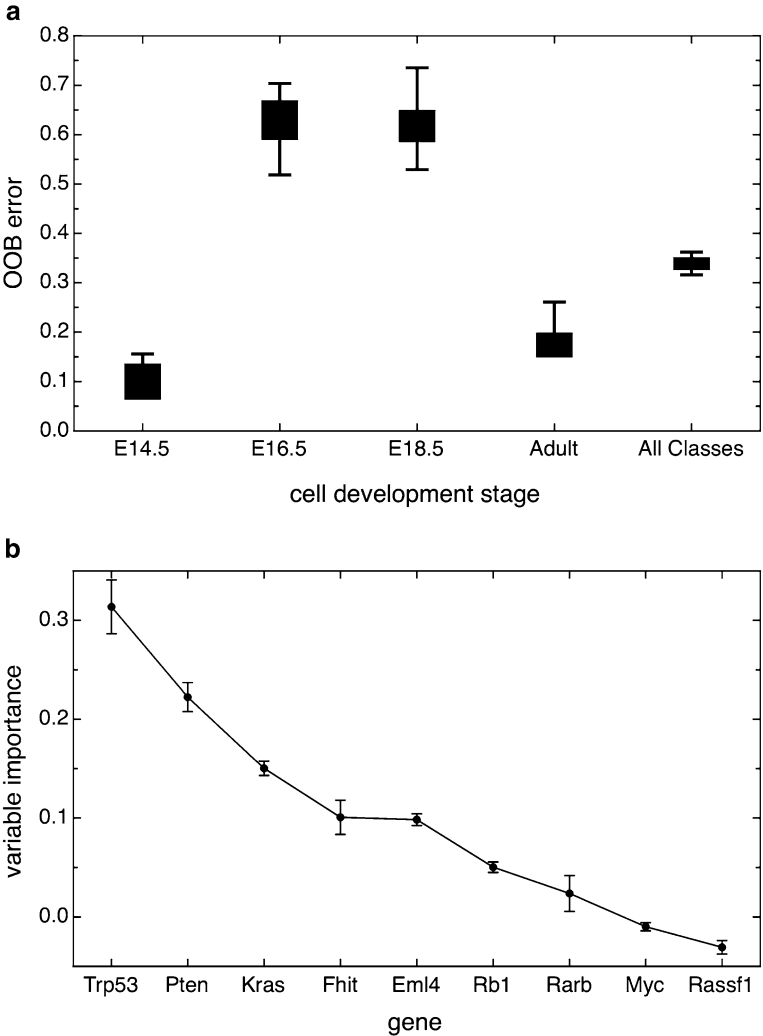 a
0.8
0.7
0.6
0.5
0.4
0.3
0.2
0.1
0.0
OOB error
E14.5 E16.5 E18.5 Adult All Classes
cell development stage
b
0.3
0.2
0.1
0.0
variable importance
Trp53 Pten Kras Fhit Eml4 Rb1 Rarb Myc Rassf1
gene